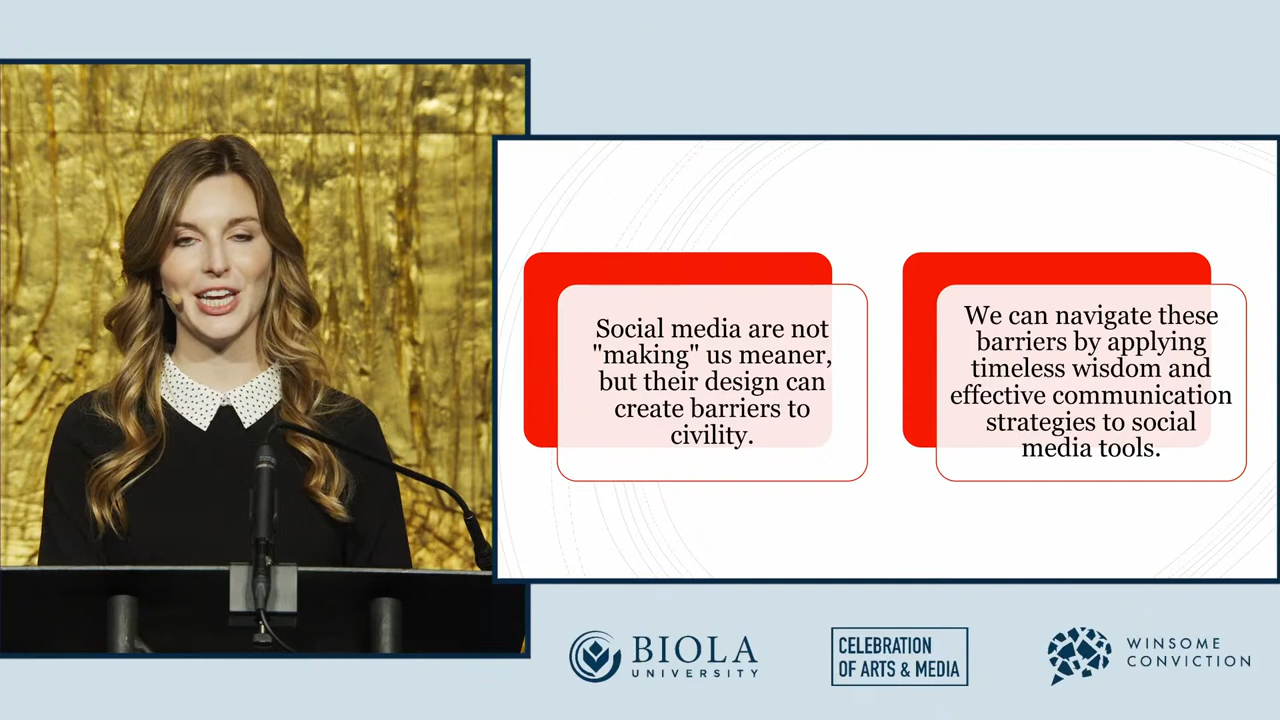 Social media are not
"making" us meaner,
but their design can
create barriers to
civility.
We can navigate these
barriers by applying
timeless wisdom and
effective communication
strategies to social
media tools.
BIOLA
UNIVERSITY
CELEBRATION
OF ARTS & MEDIA
WINSOME
CONVICTION